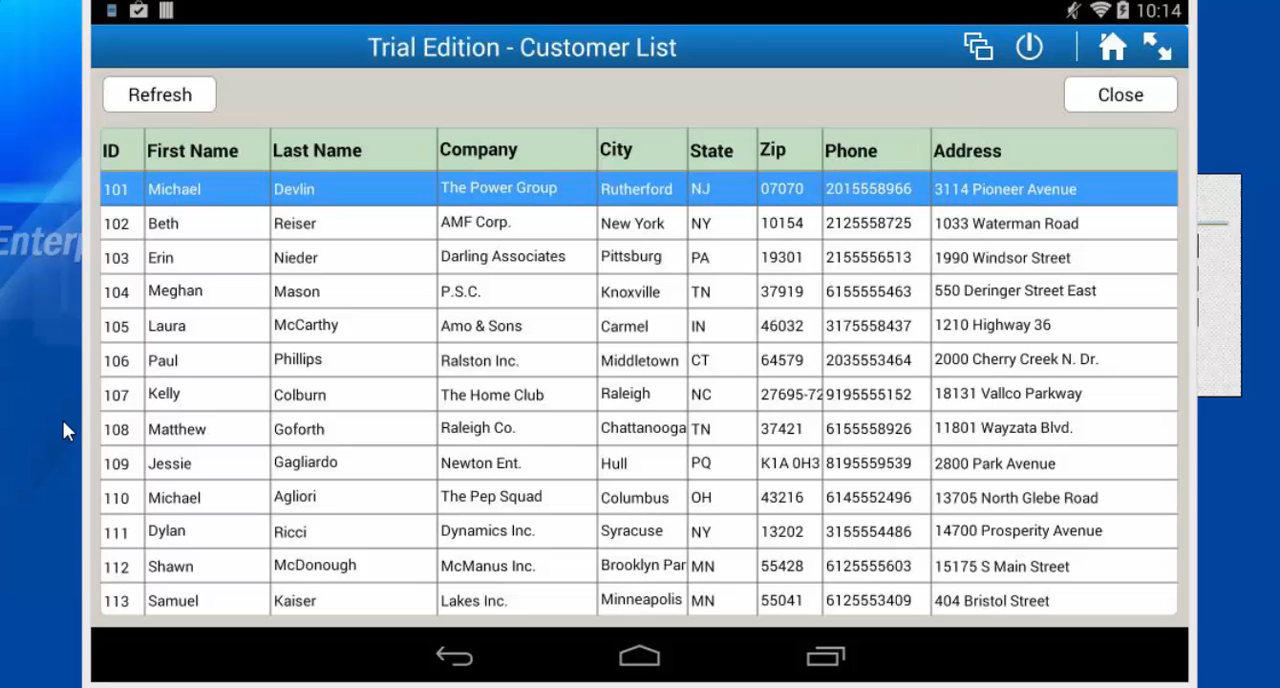 10:14
Trial Edition - Customer List
Refresh Close
ID First Name Last Name Company City State Zip Phone Address
101 Michael Devlin The Power Group Rutherford NJ 07070 2015558966 3114 Pioneer Avenue
102 Beth Reiser AMF Corp. New York NY 10154 2125558725 1033 Waterman Road
103 Erin Nieder Darling Associates Pittsburg PA 19301 2155556513 1990 Windsor Street
104 Meghan Mason P.S.C. Knoxville TN 37919 6155555463 550 Deringer Street East
105 Laura McCarthy Amo & Sons Carmel IN 46032 3175558437 1210 Highway 36
106 Paul Phillips Ralston Inc. Middletown CT 64579 2035553464 2000 Cherry Creek N. Dr.
107 Kelly Colburn The Home Club Raleigh NC 27695-72 9195555152 18131 Vallco Parkway
108 Matthew Goforth Raleigh Co. Chattanooga TN 37421 6155558926 11801 Wayzata Blvd.
109 Jessie Gagliardo Newton Ent. Hull PQ K1A 0H3 8195559539 2800 Park Avenue
110 Michael Agliori The Pep Squad Columbus OH 43216 6145552496 13705 North Glebe Road
111 Dylan Ricci Dynamics Inc. Syracuse NY 13202 3155554486 14700 Prosperity Avenue
112 Shawn McDonough McManus Inc. Brooklyn Par MN 55428 6125555603 15175 S Main Street
113 Samuel Kaiser Lakes Inc. Minneapolis MN 55041 6125553409 404 Bristol Street
Enterp